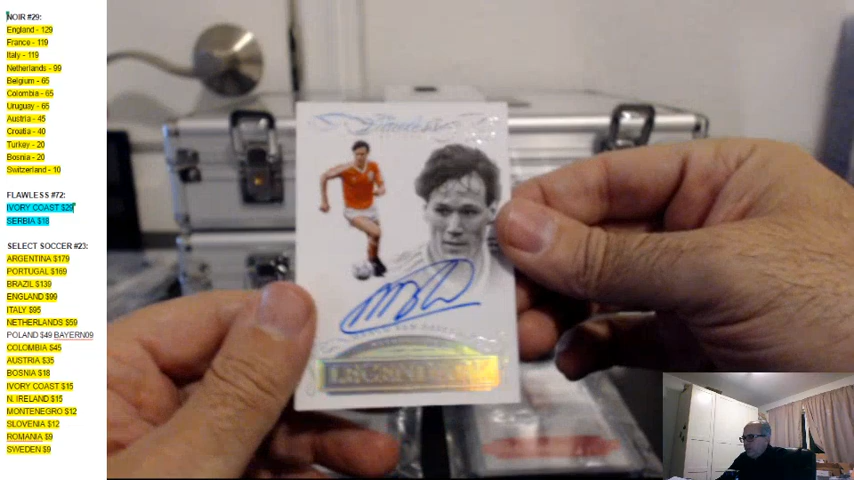 NOIR #29:
England - 129
France - 119
Italy - 119
Netherlands - 99
Belgium - 65
Colombia - 65
Uruguay - 65
Austria - 45
Croatia - 40
Turkey - 20
Bosnia - 20
Switzerland - 10
FLAWLESS #72:
IVORY COAST $29
SERBIA $18
SELECT SOCCER #23:
ARGENTINA $179
PORTUGAL $169
BRAZIL $139
ENGLAND $99
ITALY $95
NETHERLANDS $59
POLAND $49 BAYERN09
COLOMBIA $45
AUSTRIA $35
BOSNA $18
IVORY COAST $15
N. IRELAND $15
MONTENEGRO $12
SLOVENIA $12
ROMANIA $9
SWEDEN $9